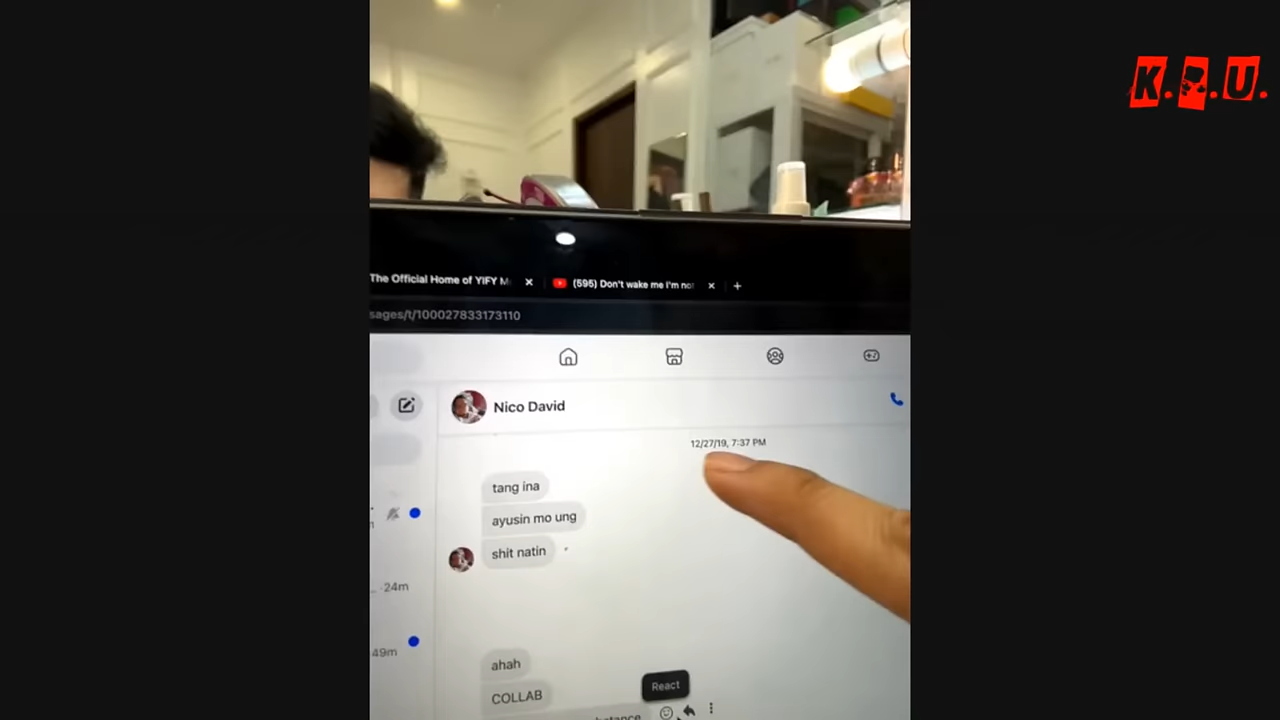 K. .U.
The Official Home of YIFY M
(595) Don't wake me I'm no
sages/t/100027833173110
Nico David
12/27/19, 7:37 PM
tang ina
ayusin mo ung
shit natin
24m
49m
ahah
COLLAB
React